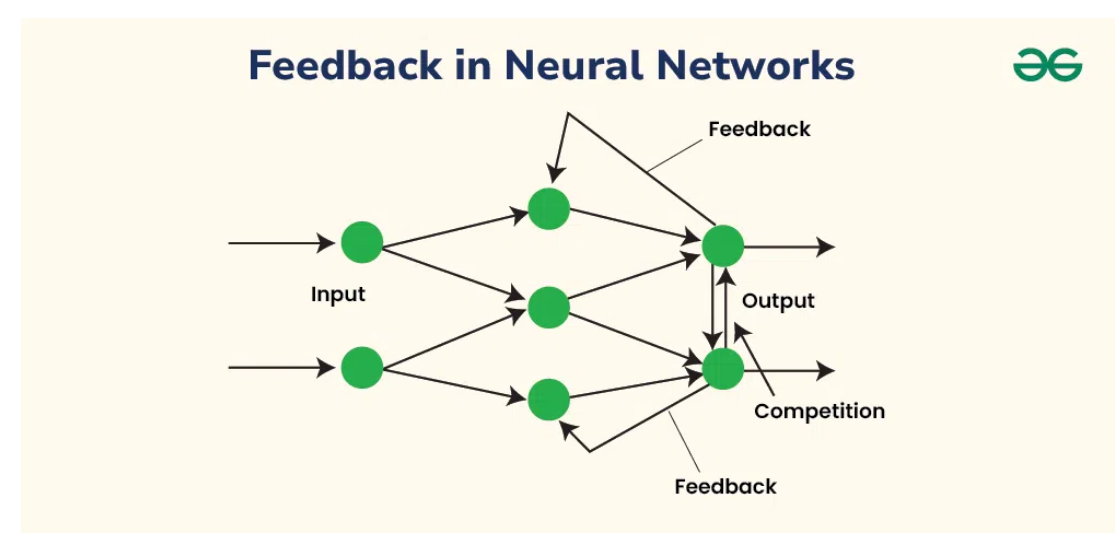 Feedback in Neural Networks
Feedback
Input
Output
Competition
Feedback